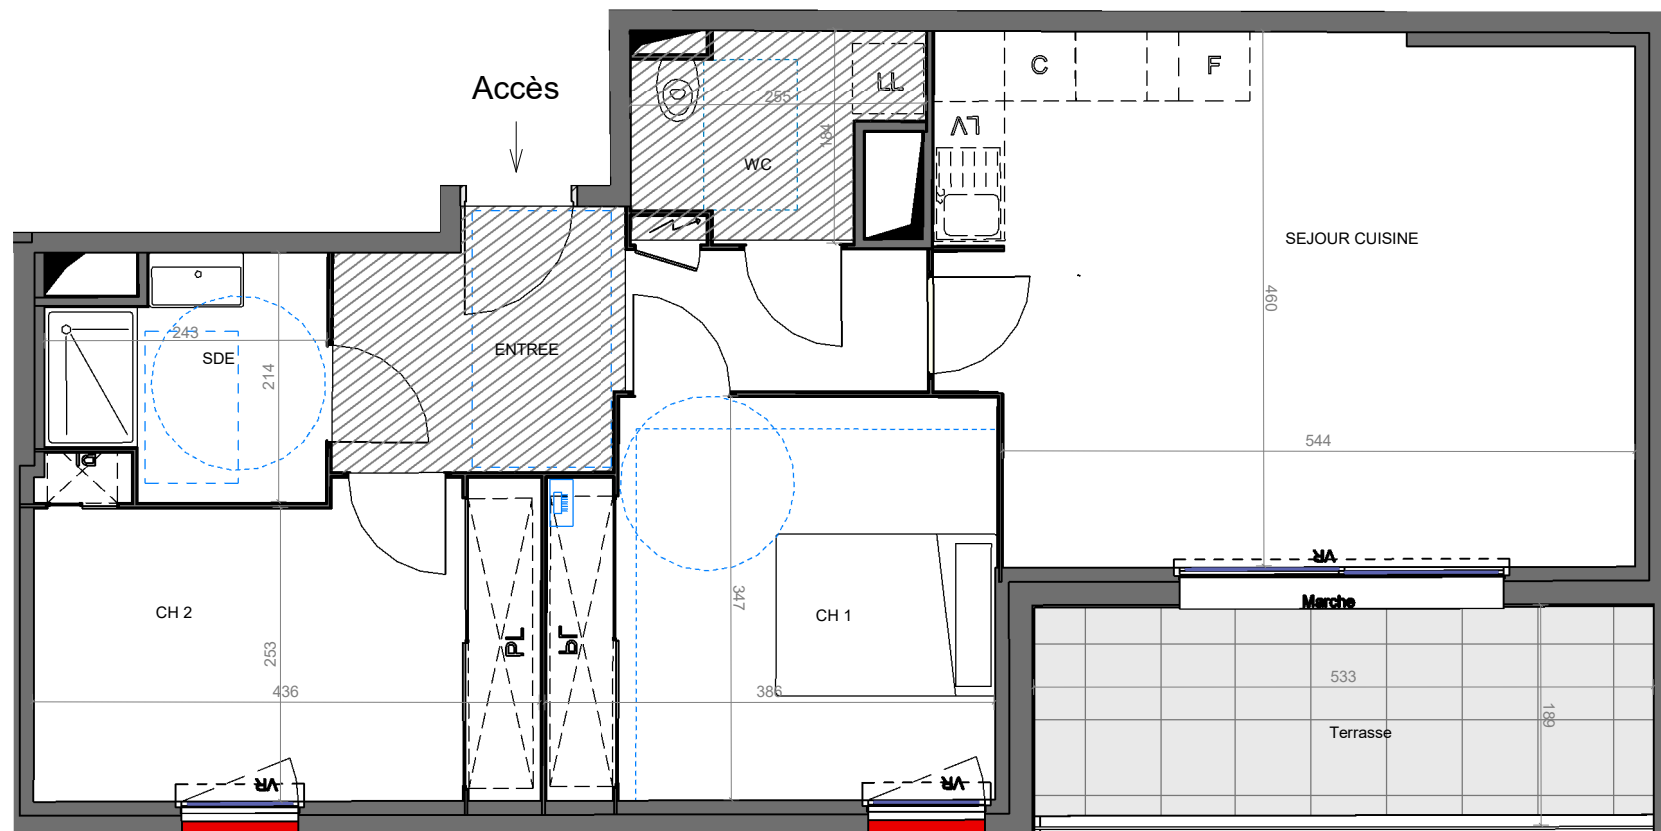 Accès
C
F
LL
255
LV
184
WC
SEJOUR CUISINE
460
243
SDE
ENTREE
214
544
VR
Marche
CH 2
CH 1
347
PL
PL
253
436
386
533
189
Terrasse
VR
VR